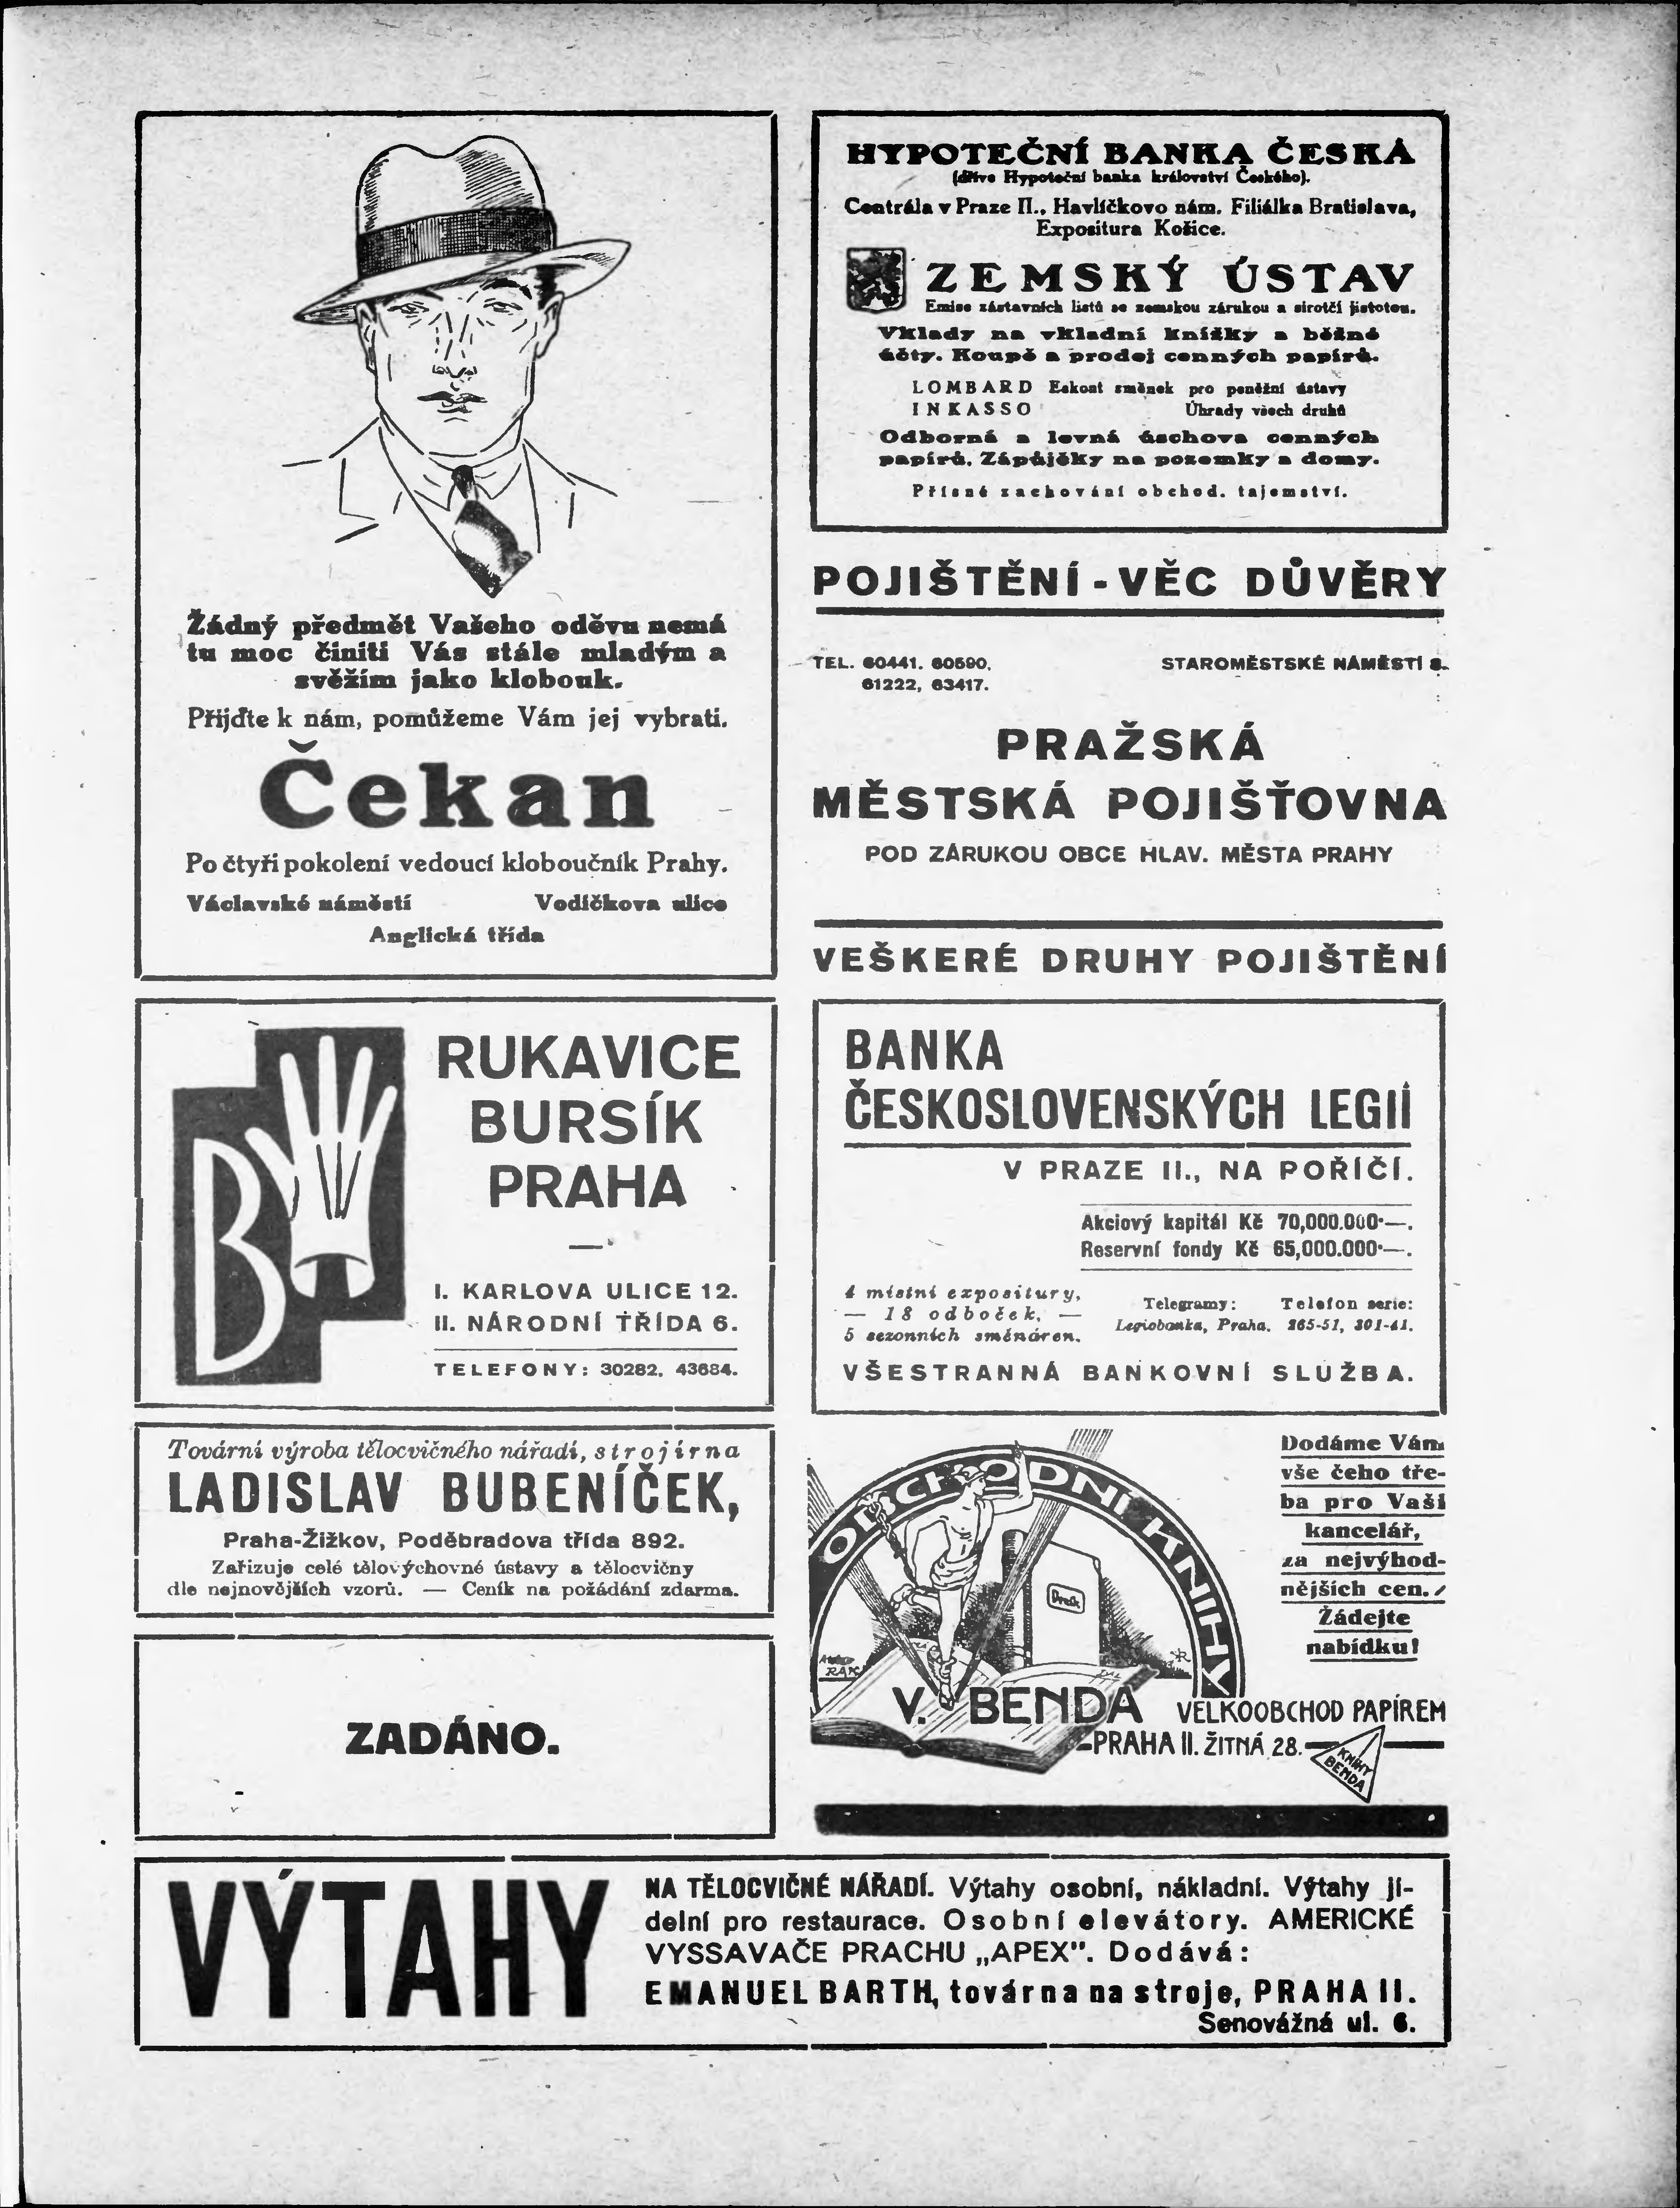 Žádný předmět Vašeho oděvu nemá
tu moc činiti Vás stále mladým a
svěžím jako klobouk.
Přijďte k nám, pomůžeme Vám jej vybrati.
Čekan
Po čtyři pokolení vedoucí kloboučník Prahy.
Václavské náměstí Vodičkova ulice
Anglická třída
HYPOTEČNÍ BANKA ČESKÁ
(dříve Hypoteční banka království Českého).
Centrála v Praze II., Havlíčkovo nám. Filiálka Bratislava,
Expositura Košice.
ZEMSKÝ ÚSTAV
Emise zástavních listů se zemskou zárukou a sirotčí jistotou.
Vklady na vkladní knížky a běžné
účty. Koupě a prodej cenných papírů.
LOMBARD Eskont směnek pro peněžní ústavy
INKASSO Úhrady všech druhů
Odborná a levná úschova cenných
papírů. Zápůjčky na pozemky a domy.
Přísné zachování obchod. tajemství.
POJIŠTĚNÍ - VĚC DŮVĚRY
TEL. 60441, 60590, STAROMĚSTSKÉ NÁMĚSTÍ
61222, 63417.
PRAŽSKÁ
MĚSTSKÁ POJIŠŤOVNA
POD ZÁRUKOU OBCE HLAV. MĚSTA PRAHY
VEŠKERÉ DRUHY POJIŠTĚNÍ
B
RUKAVICE
BURSÍK
PRAHA
I. KARLOVA ULICE 12.
II. NÁRODNÍ TŘÍDA 6.
TELEFONY: 30282, 43684.
BANKA
ČESKOSLOVENSKÝCH LEGIÍ
V PRAZE II., NA POŘÍČÍ.
Akciový kapitál Kč 70,000.000·—.
Reservní fondy Kč 65,000.000·—.
4 místní expositury,
— 18 odboček, —
5 sezonních směnáren.
Telegramy: Telefon serie:
Legiobanka, Praha. 265-51, 301-41.
VŠESTRANNÁ BANKOVNÍ SLUŽBA.
Tovární výroba tělocvičného nářadí, strojírna
LADISLAV BUBENÍČEK,
Praha-Žižkov, Poděbradova třída 892.
Zařizuje celé tělovýchovné ústavy a tělocvičny
dle nejnovějších vzorů. — Ceník na požádání zdarma.
ZADÁNO.
OBCHODNÍ KNIHY
Dodáme Vám
vše čeho tře-
ba pro Vaši
kancelář,
za nejvýhod-
nějších cen.
Žádejte
nabídku!
V. BENDA VELKOOBCHOD PAPÍREM
PRAHA II. ŽITNÁ 28.
KNIHY
BENDA
VÝTAHY
NA TĚLOCVIČNÉ NÁŘADÍ. Výtahy osobní, nákladní. Výtahy jí-
delní pro restaurace. Osobní elevátory. AMERICKÉ
VYSSAVAČE PRACHU „APEX". Dodává:
EMANUEL BARTH, továrna na stroje, PRAHA II.
Senovážná ul. 6.